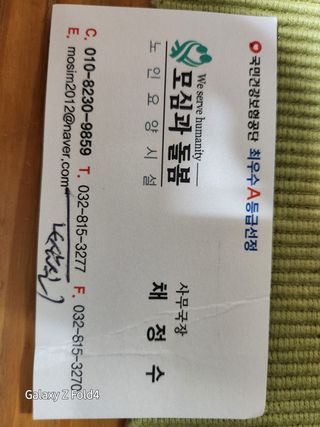 국민건강보험공단 최우수A등급선정
We serve humanity
모심과 돌봄
노인요양시설
사무국장
채정수
C. 010-8230-9859 T. 032-815-3277 F. 032-815-3270
E. mosim2012@naver.com
Galaxy Z Fold4